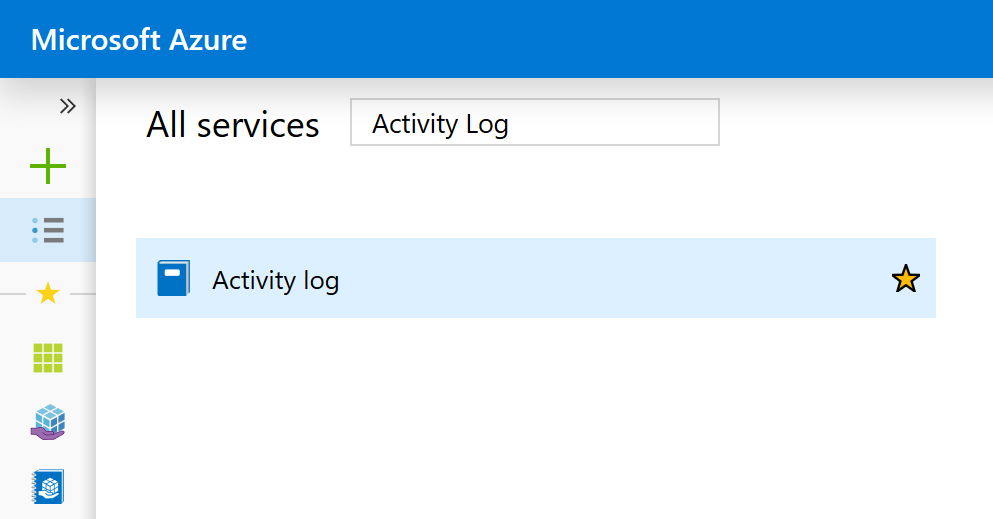 Microsoft Azure
All services
Activity Log
Activity log